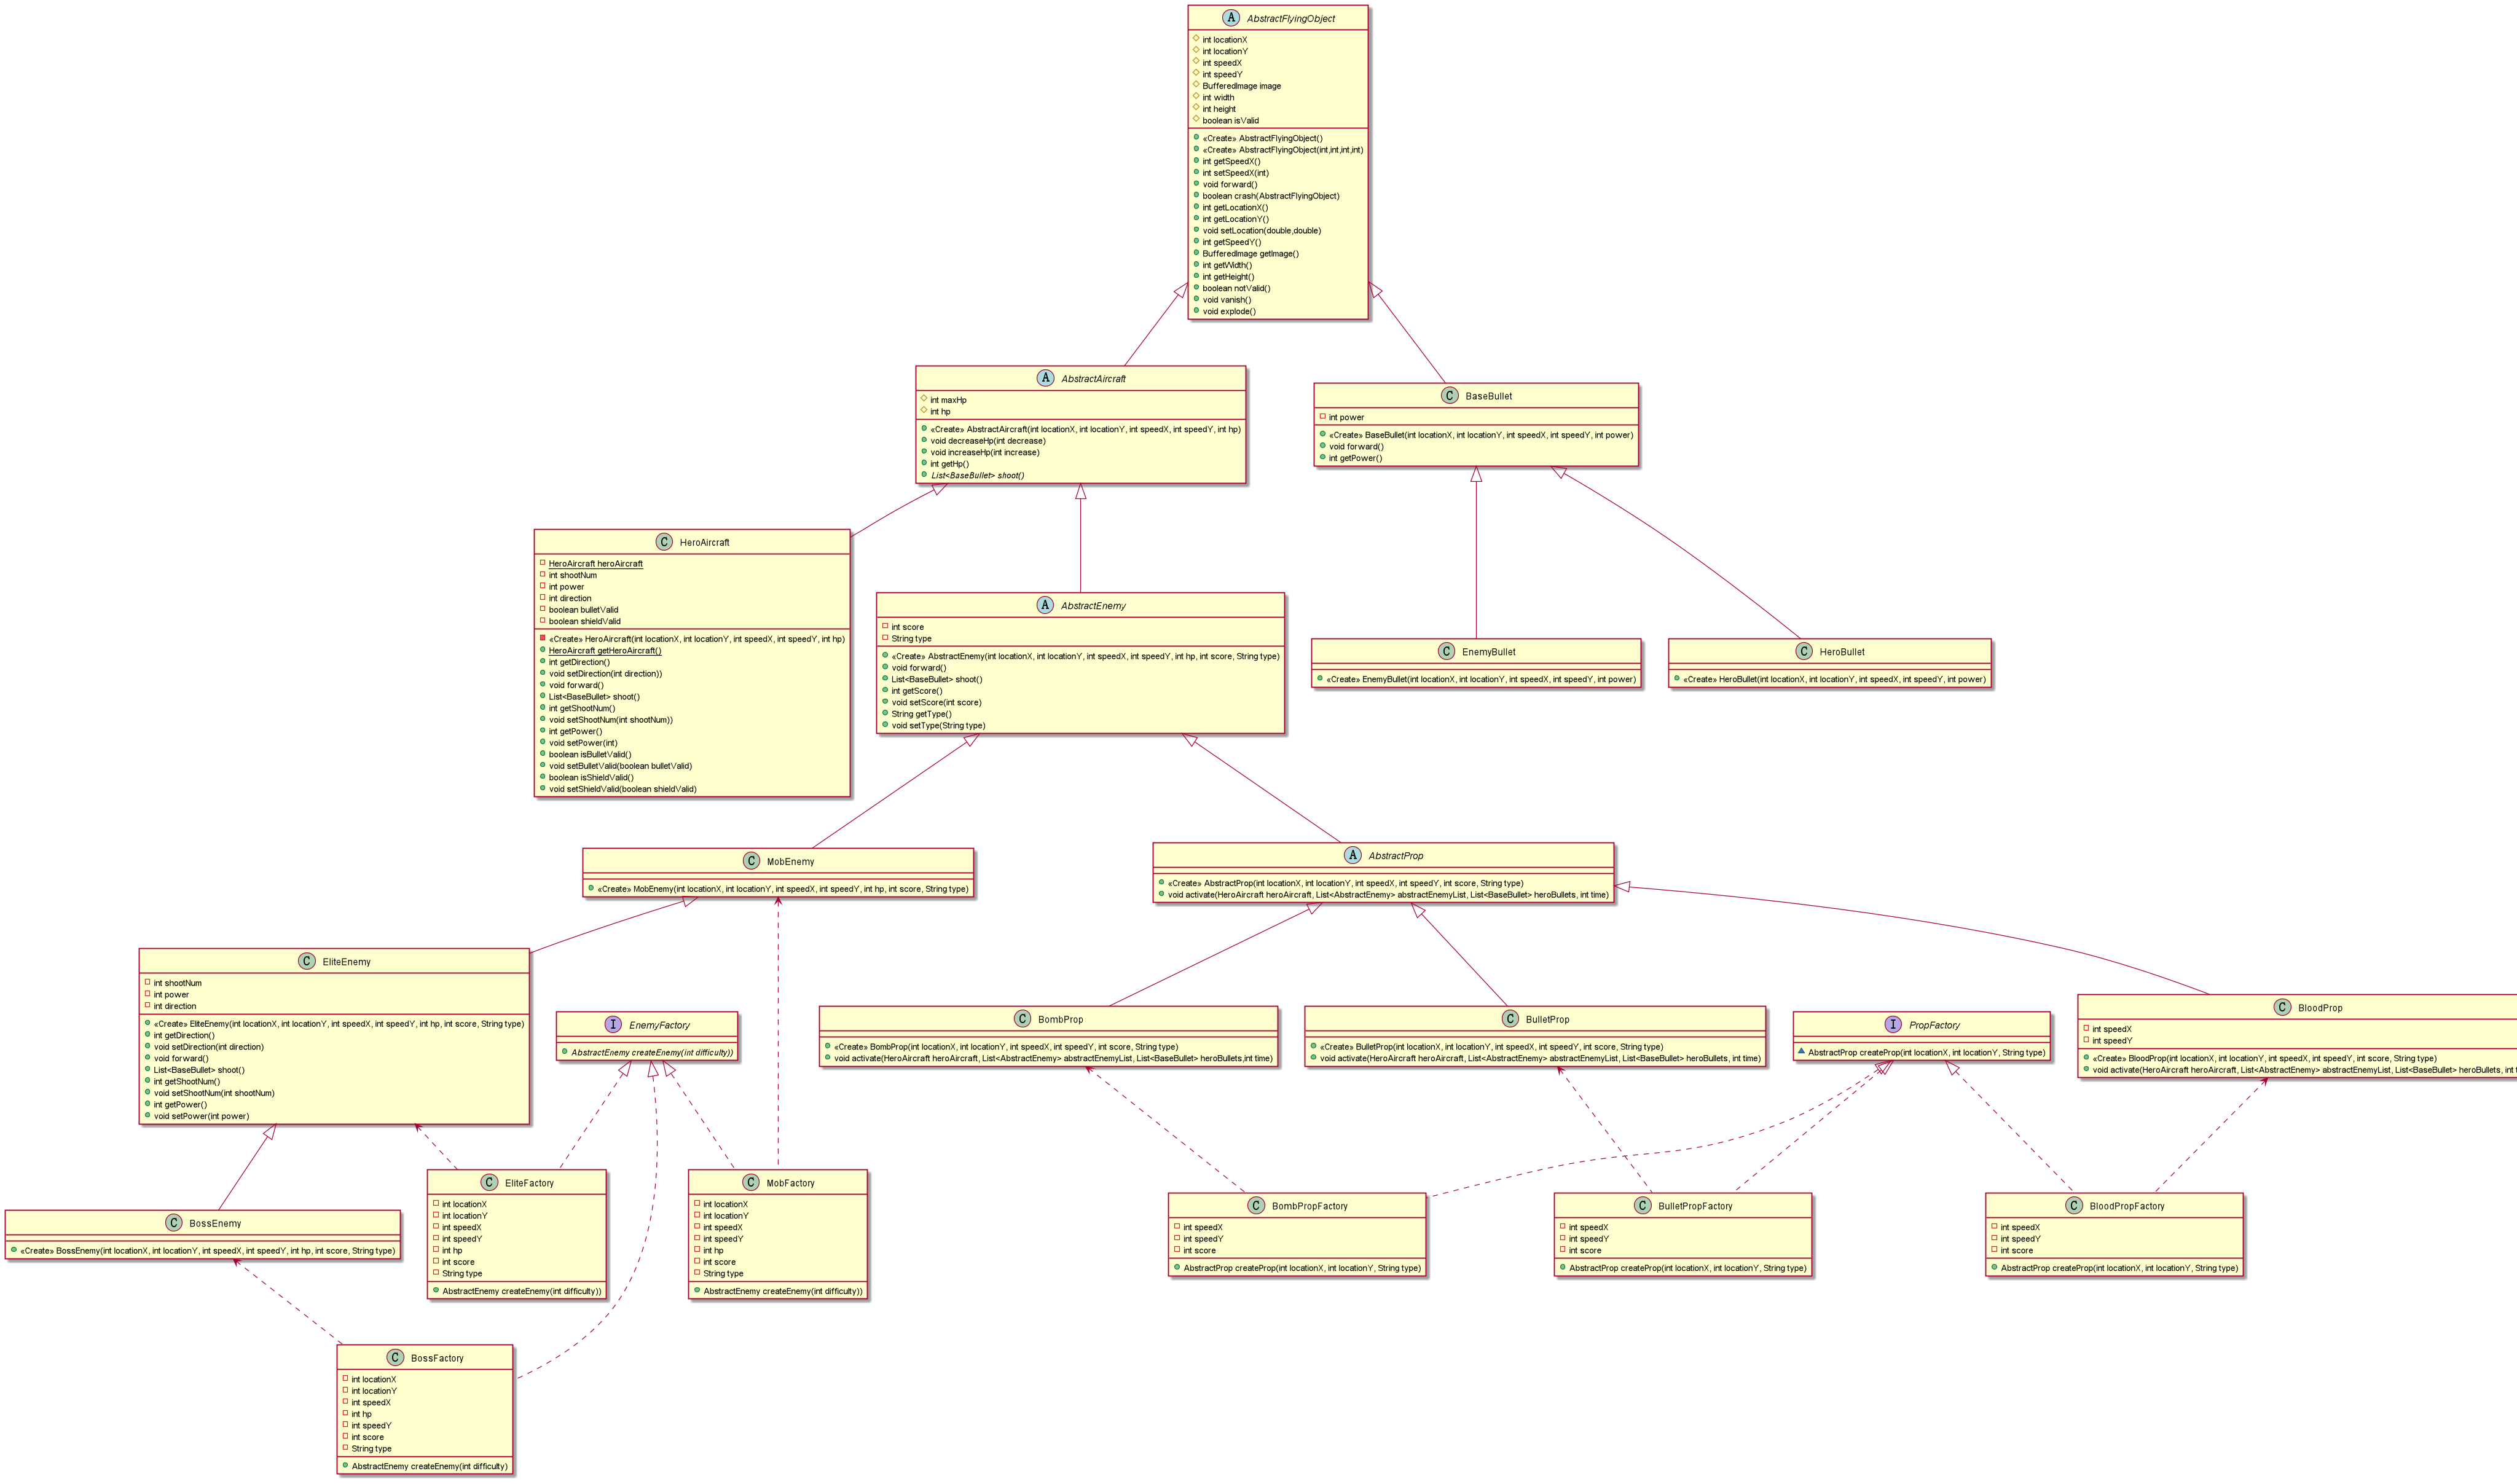 A AbstractFlyingObject
int locationX
int locationY
int speedX
int speedY
BufferedImage image
int width
int height
boolean isValid
«Create» AbstractFlyingObject()
«Create» AbstractFlyingObject(int,int,int,int)
int getSpeedX()
int setSpeedX(int)
void forward()
boolean crash(AbstractFlyingObject)
int getLocationX()
int getLocationY()
void setLocation(double,double)
int getSpeedY()
BufferedImage getImage()
int getWidth()
int getHeight()
boolean notValid()
void vanish()
void explode()
A AbstractAircraft
int maxHp
int hp
«Create» AbstractAircraft(int locationX, int locationY, int speedX, int speedY, int hp)
void decreaseHp(int decrease)
void increaseHp(int increase)
int getHp()
List<BaseBullet> shoot()
C BaseBullet
int power
«Create» BaseBullet(int locationX, int locationY, int speedX, int speedY, int power)
void forward()
int getPower()
C HeroAircraft
HeroAircraft heroAircraft
int shootNum
int power
int direction
boolean bulletValid
boolean shieldValid
«Create» HeroAircraft(int locationX, int locationY, int speedX, int speedY, int hp)
HeroAircraft getHeroAircraft()
int getDirection()
void setDirection(int direction))
void forward()
List<BaseBullet> shoot()
int getShootNum()
void setShootNum(int shootNum))
int getPower()
void setPower(int)
boolean isBulletValid()
void setBulletValid(boolean bulletValid)
boolean isShieldValid()
void setShieldValid(boolean shieldValid)
A AbstractEnemy
int score
String type
«Create» AbstractEnemy(int locationX, int locationY, int speedX, int speedY, int hp, int score, String type)
void forward()
List<BaseBullet> shoot()
int getScore()
void setScore(int score)
String getType()
void setType(String type)
C EnemyBullet
«Create» EnemyBullet(int locationX, int locationY, int speedX, int speedY, int power)
C HeroBullet
«Create» HeroBullet(int locationX, int locationY, int speedX, int speedY, int power)
C MobEnemy
«Create» MobEnemy(int locationX, int locationY, int speedX, int speedY, int hp, int score, String type)
A AbstractProp
«Create» AbstractProp(int locationX, int locationY, int speedX, int speedY, int score, String type)
void activate(HeroAircraft heroAircraft, List<AbstractEnemy> abstractEnemyList, List<BaseBullet> heroBullets, int time)
C EliteEnemy
int shootNum
int power
int direction
«Create» EliteEnemy(int locationX, int locationY, int speedX, int speedY, int hp, int score, String type)
int getDirection()
void setDirection(int direction)
void forward()
List<BaseBullet> shoot()
int getShootNum()
void setShootNum(int shootNum)
int getPower()
void setPower(int power)
I EnemyFactory
AbstractEnemy createEnemy(int difficulty))
C BombProp
«Create» BombProp(int locationX, int locationY, int speedX, int speedY, int score, String type)
void activate(HeroAircraft heroAircraft, List<AbstractEnemy> abstractEnemyList, List<BaseBullet> heroBullets,int time)
C BulletProp
«Create» BulletProp(int locationX, int locationY, int speedX, int speedY, int score, String type)
void activate(HeroAircraft heroAircraft, List<AbstractEnemy> abstractEnemyList, List<BaseBullet> heroBullets, int time)
I PropFactory
AbstractProp createProp(int locationX, int locationY, String type)
C BloodProp
int speedX
int speedY
«Create» BloodProp(int locationX, int locationY, int speedX, int speedY, int score, String type)
void activate(HeroAircraft heroAircraft, List<AbstractEnemy> abstractEnemyList, List<BaseBullet> heroBullets, int
C BossEnemy
«Create» BossEnemy(int locationX, int locationY, int speedX, int speedY, int hp, int score, String type)
C EliteFactory
int locationX
int locationY
int speedX
int speedY
int hp
int score
String type
AbstractEnemy createEnemy(int difficulty))
C MobFactory
int locationX
int locationY
int speedX
int speedY
int hp
int score
String type
AbstractEnemy createEnemy(int difficulty))
C BombPropFactory
int speedX
int speedY
int score
AbstractProp createProp(int locationX, int locationY, String type)
C BulletPropFactory
int speedX
int speedY
int score
AbstractProp createProp(int locationX, int locationY, String type)
C BloodPropFactory
int speedX
int speedY
int score
AbstractProp createProp(int locationX, int locationY, String type)
C BossFactory
int locationX
int locationY
int speedX
int hp
int speedY
int score
String type
AbstractEnemy createEnemy(int difficulty)